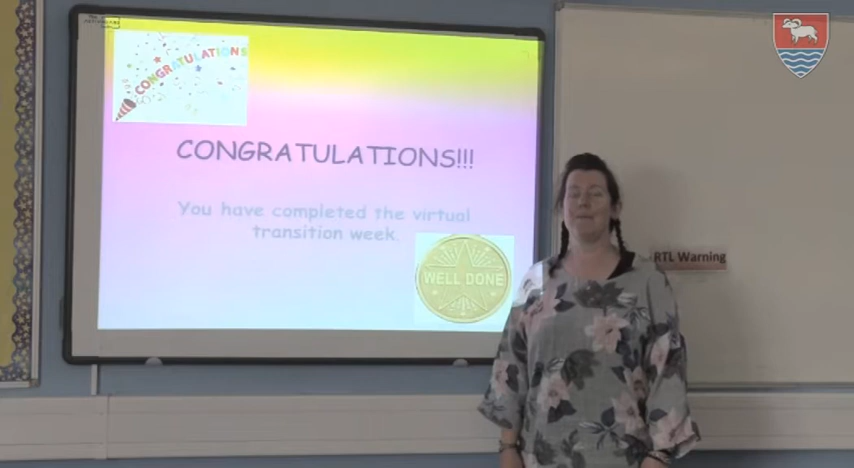 CONGRATULATIONS
CONGRATULATIONS!!!
You have completed the virtual
transition week.
WELL DONE
RTL Warning